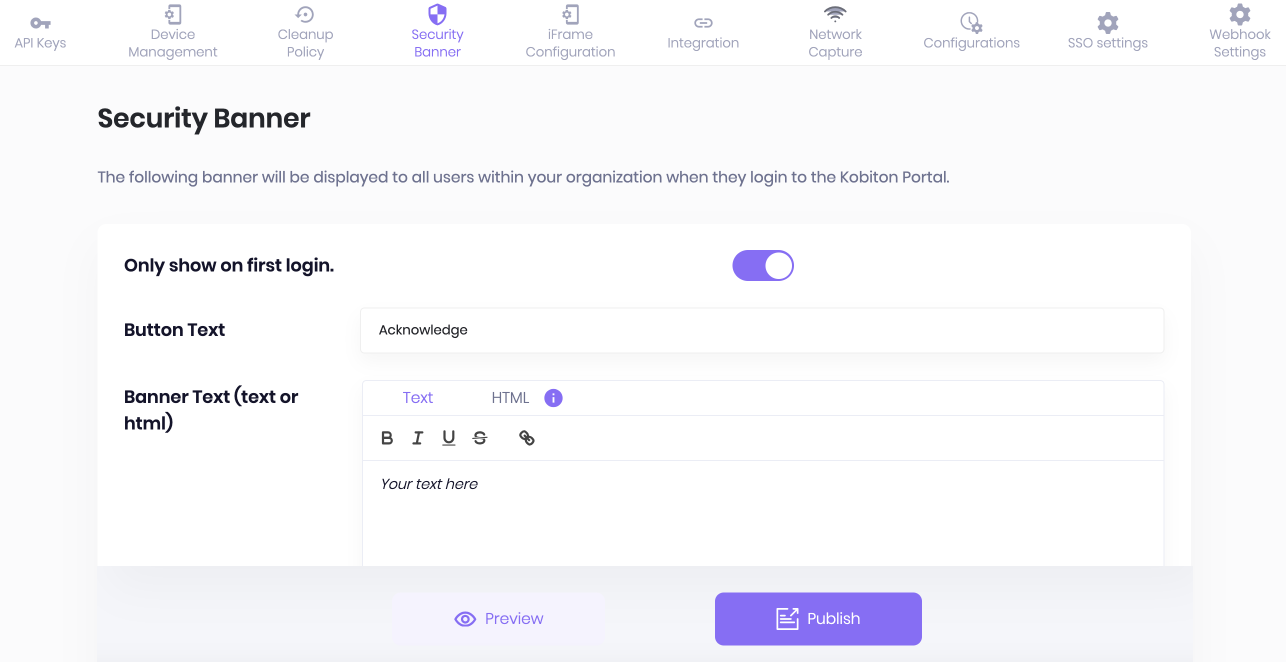 API Keys
Device
Management
Cleanup
Policy
Security
Banner
iFrame
Configuration
Integration
Network
Capture
Configurations
SSO settings
Webhook
Settings
Security Banner
The following banner will be displayed to all users within your organization when they login to the Kobiton Portal.
Only show on first login.
Button Text
Acknowledge
Banner Text (text or
html)
Text HTML i
B I U S
Your text here
Preview
Publish